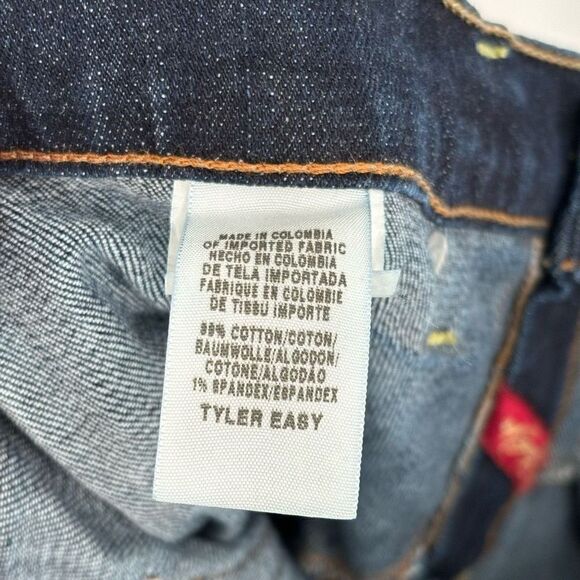 MADE IN COLOMBIA
OF IMPORTED FABRIC
HECHO EN COLOMBIA
DE TELA IMPORTADA
FABRIQUE EN COLOMBIE
DE TISSU IMPORTE
99% COTTON/COTON/
BAUMWOLLE/ALGODON/
COTONE/ALGODÃO
1% SPANDEX/ESPANDEX
TYLER EASY